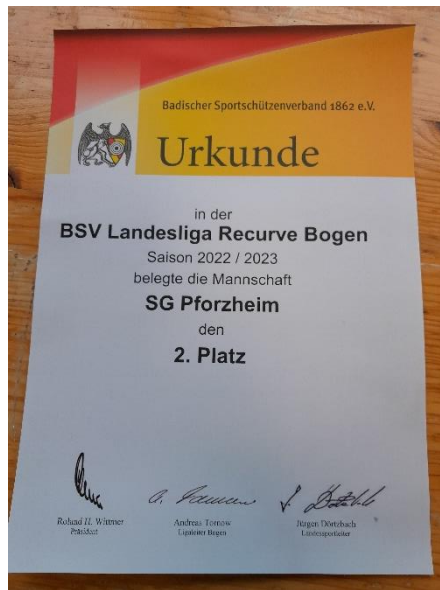 Badischer Sportschützenverband 1862 e.V.
Urkunde
in der
BSV Landesliga Recurve Bogen
Saison 2022 / 2023
belegte die Mannschaft
SG Pforzheim
den
2. Platz
Roland H. Wittmer
Präsident
Andreas Tornow
Ligaleiter Bogen
Jürgen Dörtzbach
Landessportleiter